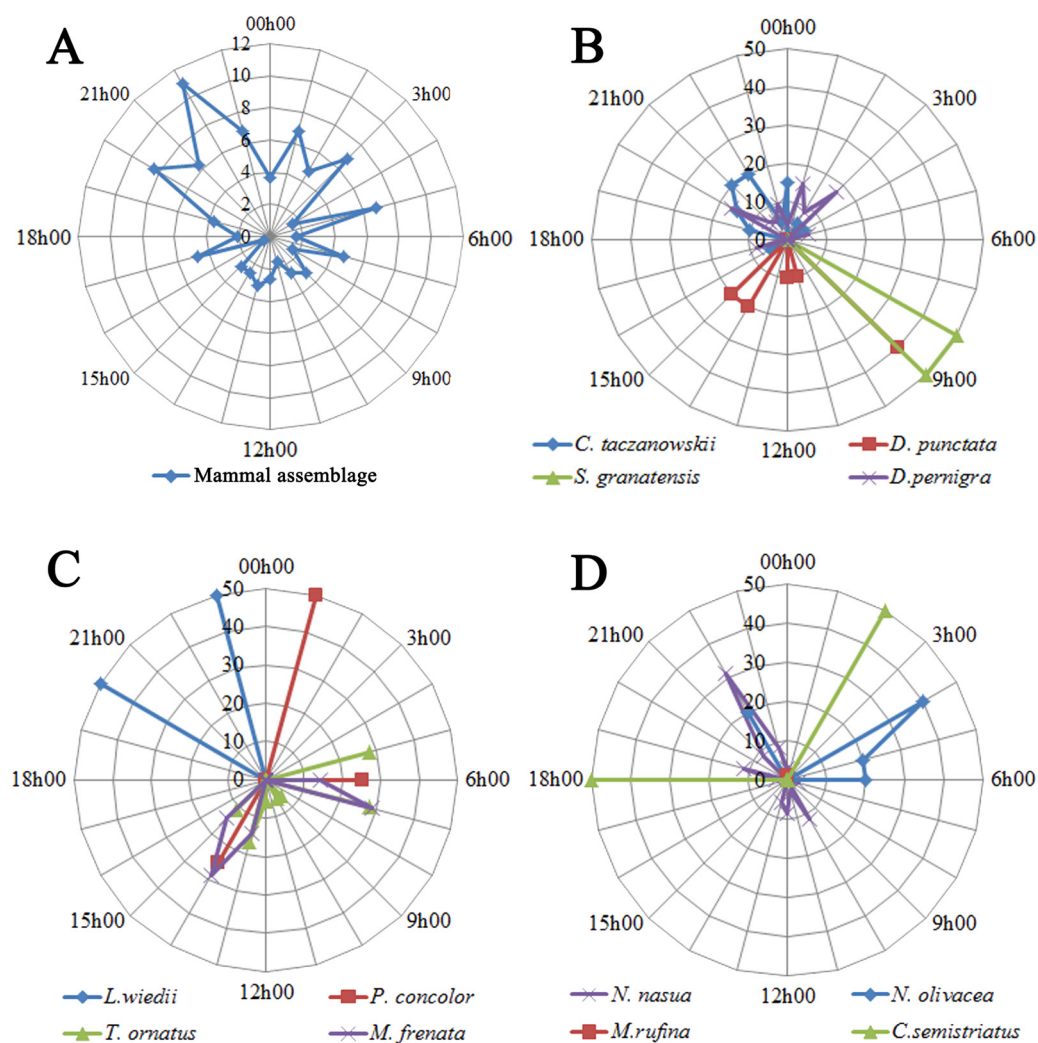 A
00h00
12
10
8
6
4
2
0
3h00
6h00
9h00
12h00
15h00
18h00
21h00
Mammal assemblage
B
00h00
50
40
30
20
10
0
3h00
6h00
9h00
12h00
15h00
18h00
21h00
C. taczanowskii
D. punctata
S. granatensis
D.pernigra
C
00h00
50
40
30
20
10
0
3h00
6h00
9h00
12h00
15h00
18h00
21h00
L.wiedii
P. concolor
T. ornatus
M. frenata
D
00h00
50
40
30
20
10
0
3h00
6h00
9h00
12h00
15h00
18h00
21h00
N. nasua
N. olivacea
M.rufina
C.semistriatus